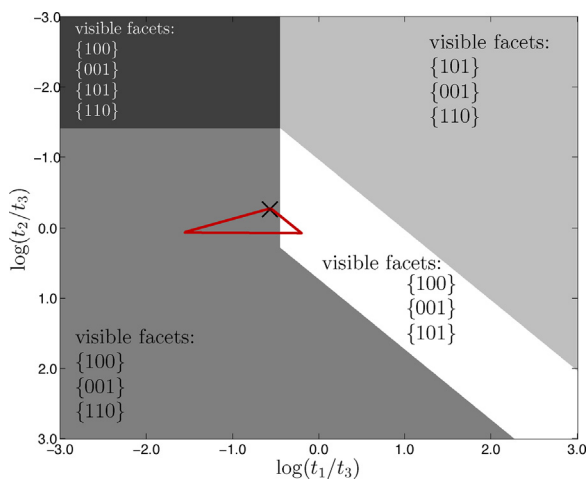 -3.0
-2.0
-1.0
0.0
1.0
2.0
3.0
log(t₂/t₃)
visible facets:
{100}
{001}
{101}
{110}
visible facets:
{101}
{001}
{110}
visible facets:
{100}
{001}
{101}
visible facets:
{100}
{001}
{110}
-3.0 -2.0 -1.0 0.0 1.0 2.0 3.0
log(t₁/t₃)